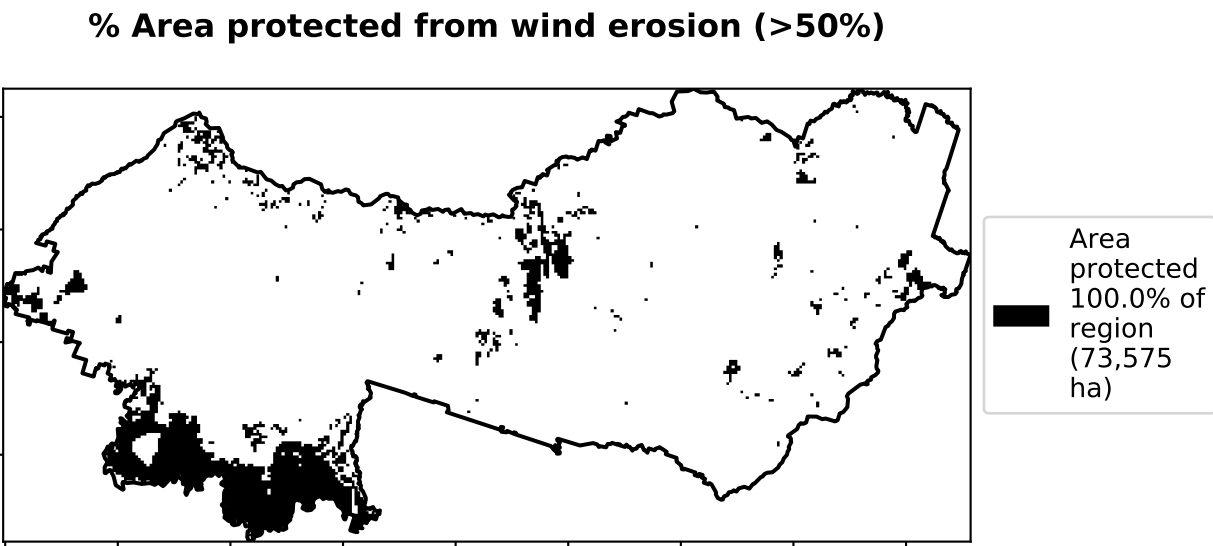 % Area protected from wind erosion (>50%)
Area
protected
100.0% of
region
(73,575
ha)